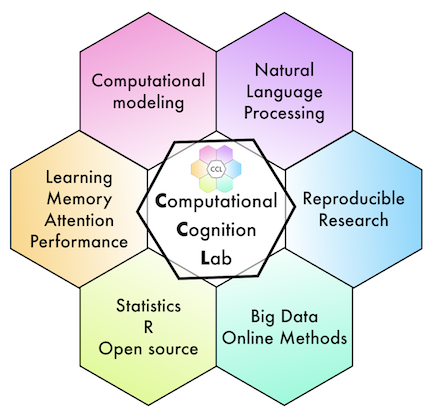 Computational
modeling
Natural
Language
Processing
Learning
Memory
Attention
Performance
CCL
Computational
Cognition
Lab
Reproducible
Research
Statistics
R
Open source
Big Data
Online Methods